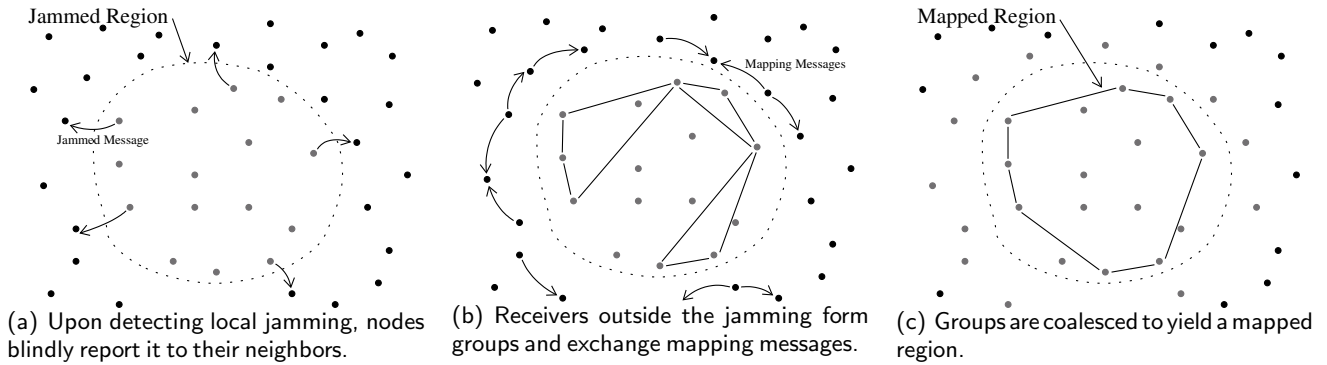 Jammed Region
Jammed Message
(a) Upon detecting local jamming, nodes
blindly report it to their neighbors.
Mapping Messages
(b) Receivers outside the jamming form
groups and exchange mapping messages.
Mapped Region
(c) Groups are coalesced to yield a mapped
region.